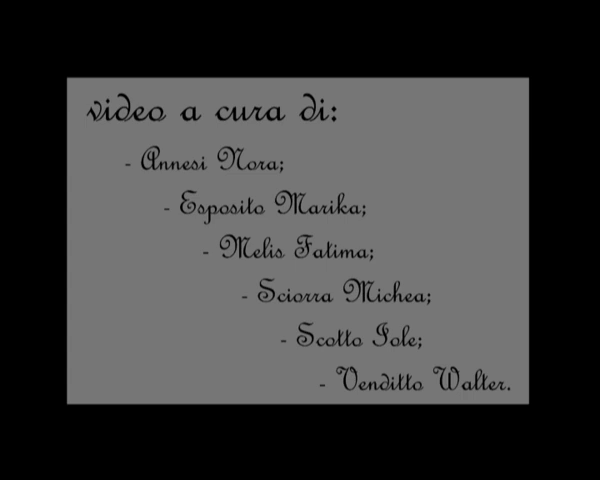 video a cura di:
- Annesi Nora;
- Esposito Marika;
- Melis Fatima;
- Sciorra Michea;
- Scotto Iole;
- Venditto Walter.